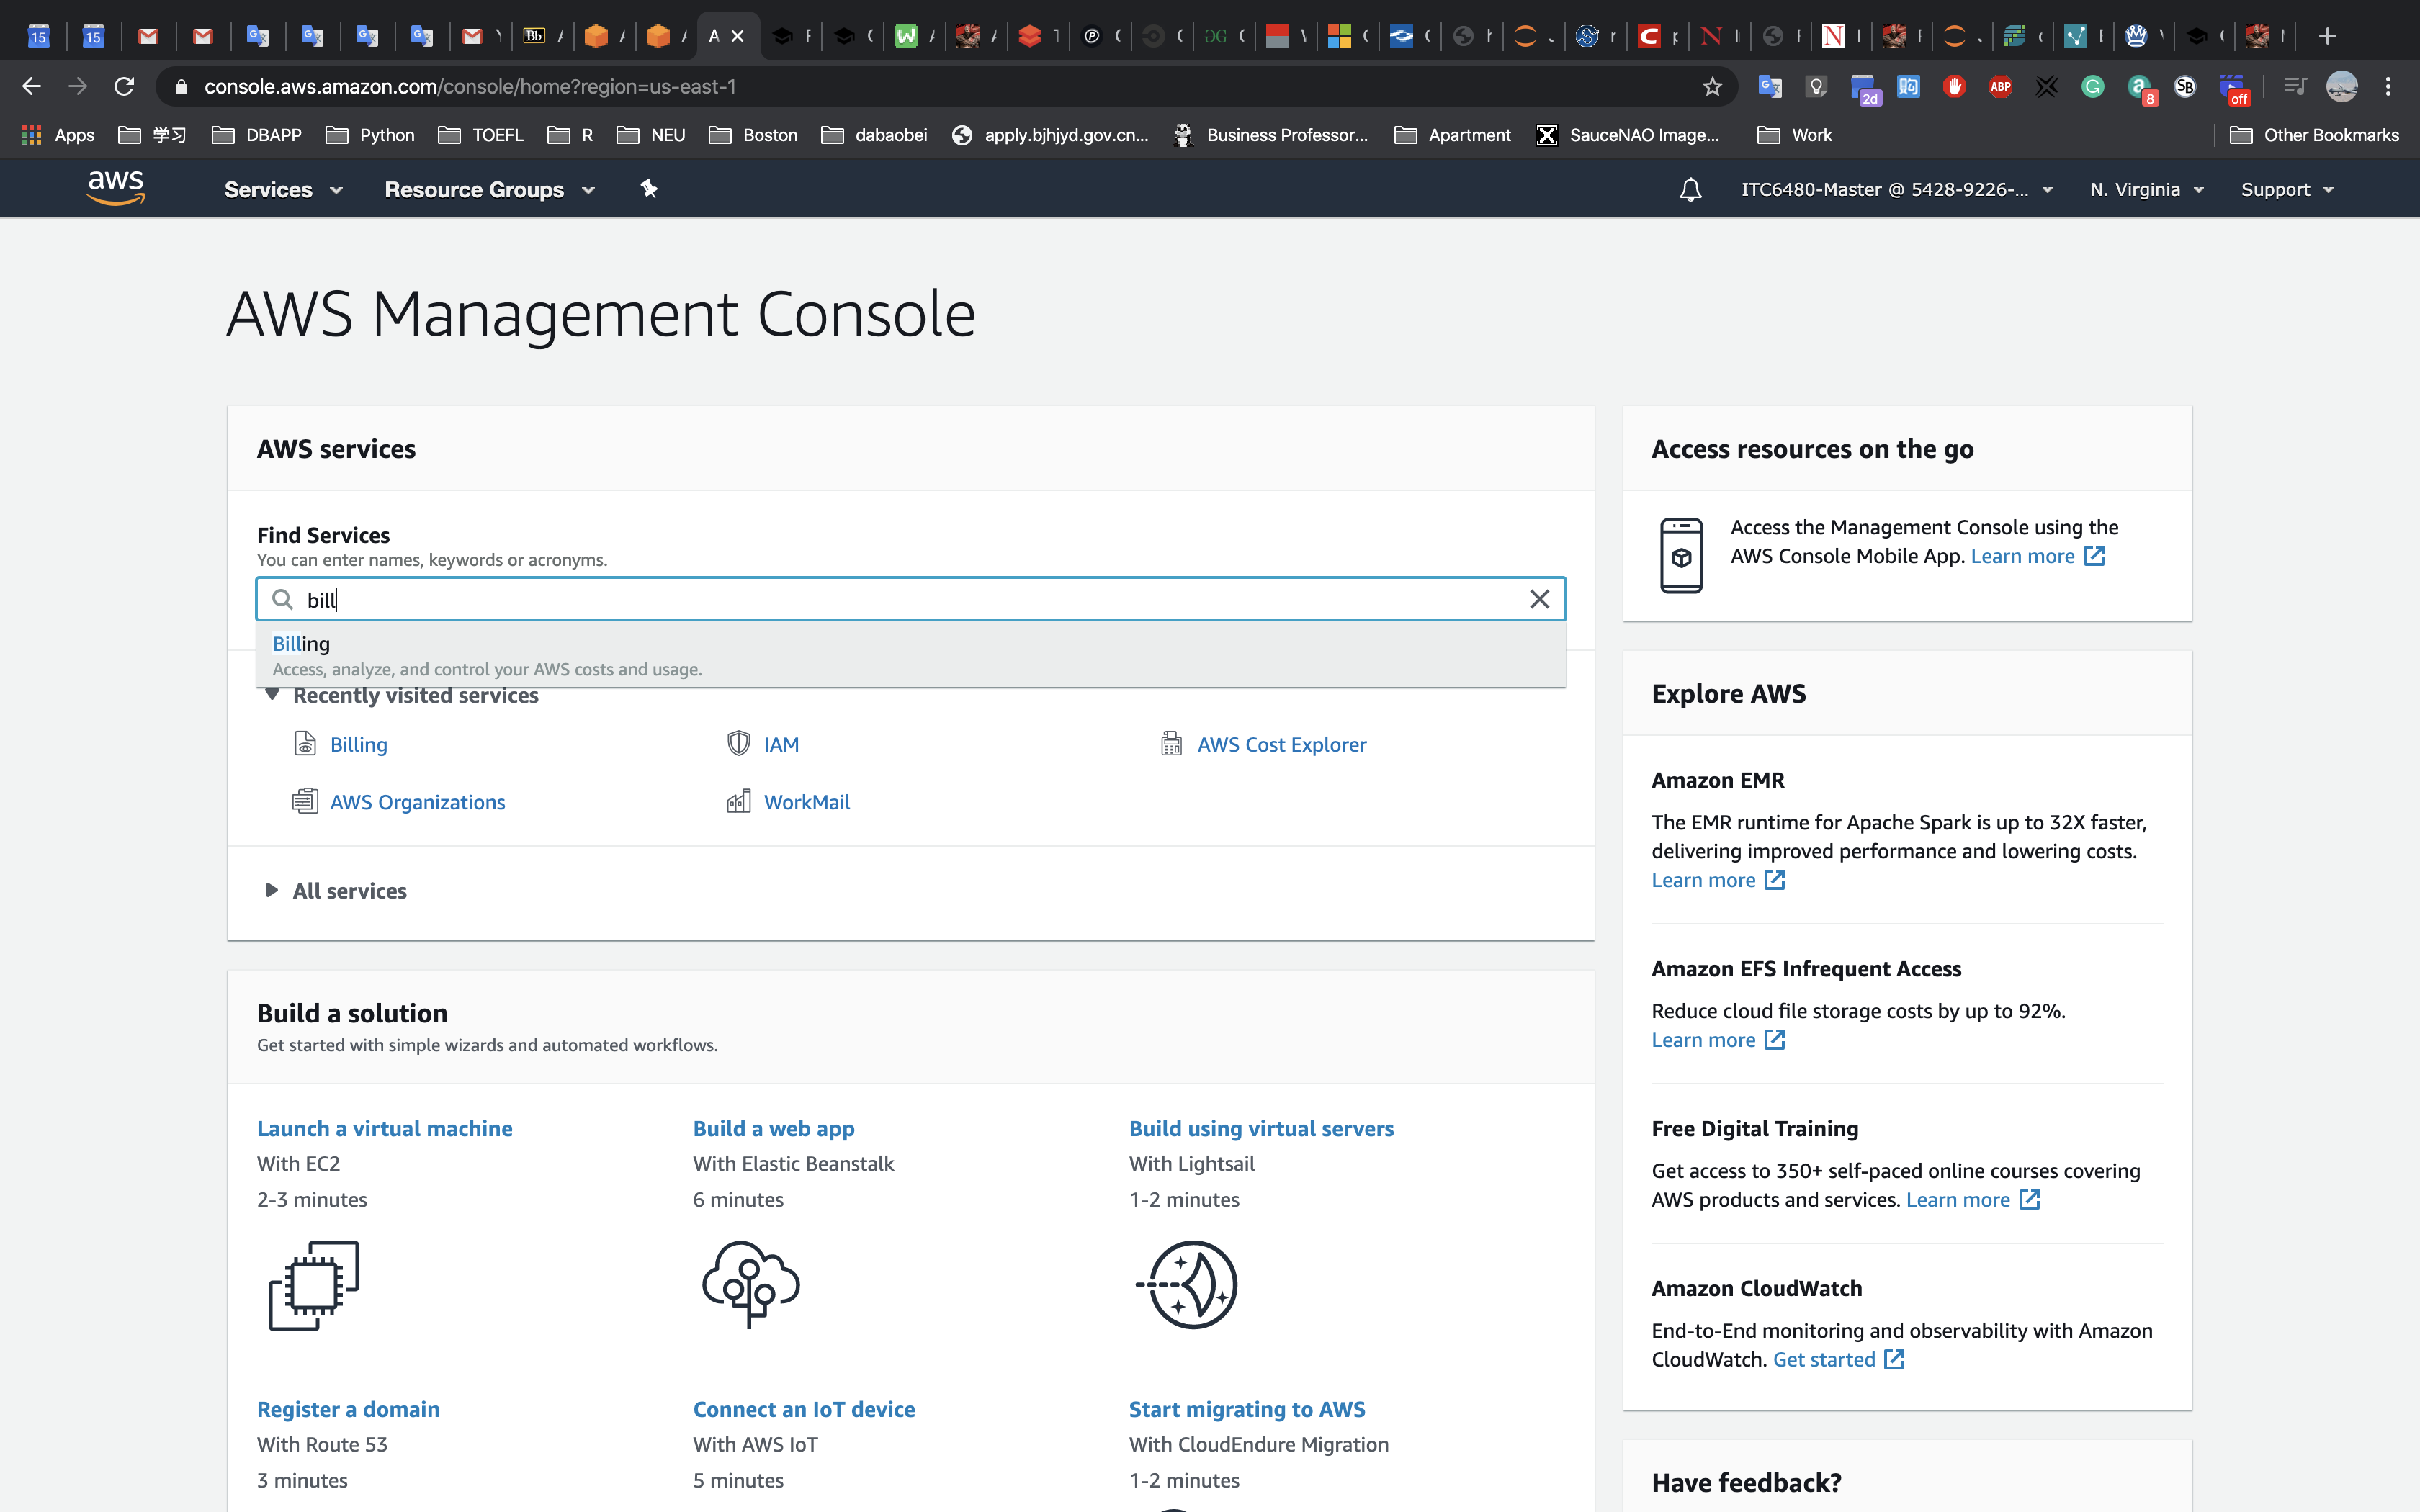 15
15
Bb
A
console.aws.amazon.com/console/home?region=us-east-1
2d
ABP
8
SB
off
Apps
学习
DBAPP
Python
TOEFL
R
NEU
Boston
dabaobei
apply.bjhjyd.gov.cn...
Business Professor...
Apartment
SauceNAO Image...
Work
Other Bookmarks
aws
Services
Resource Groups
ITC6480-Master @ 5428-9226-...
N. Virginia
Support
AWS Management Console
AWS services
Find Services
You can enter names, keywords or acronyms.
bill
Billing
Access, analyze, and control your AWS costs and usage.
Recently visited services
Billing
IAM
AWS Cost Explorer
AWS Organizations
WorkMail
All services
Build a solution
Get started with simple wizards and automated workflows.
Launch a virtual machine
With EC2
2-3 minutes
Build a web app
With Elastic Beanstalk
6 minutes
Build using virtual servers
With Lightsail
1-2 minutes
Register a domain
With Route 53
3 minutes
Connect an IoT device
With AWS IoT
5 minutes
Start migrating to AWS
With CloudEndure Migration
1-2 minutes
Access resources on the go
Access the Management Console using the
AWS Console Mobile App. Learn more
Explore AWS
Amazon EMR
The EMR runtime for Apache Spark is up to 32X faster,
delivering improved performance and lowering costs.
Learn more
Amazon EFS Infrequent Access
Reduce cloud file storage costs by up to 92%.
Learn more
Free Digital Training
Get access to 350+ self-paced online courses covering
AWS products and services. Learn more
Amazon CloudWatch
End-to-End monitoring and observability with Amazon
CloudWatch. Get started
Have feedback?